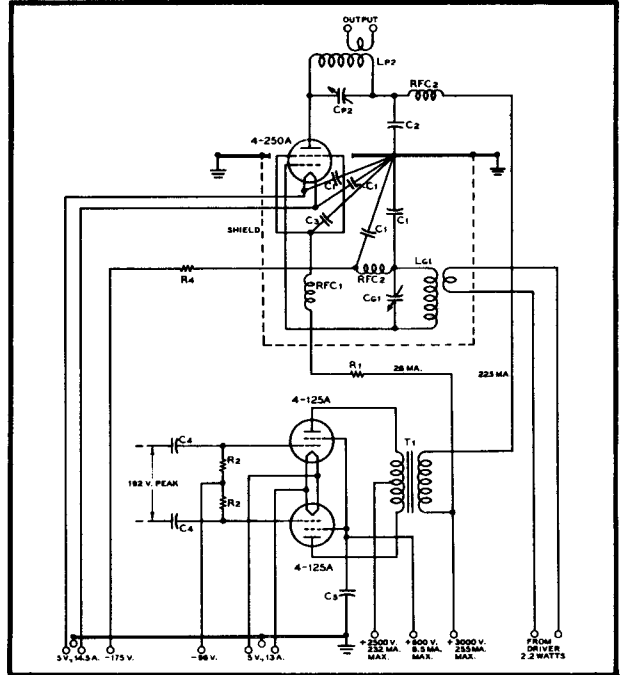 OUTPUT
LP2
RFC2
CP2
C2
4-250A
C1
C1
C3
C1
C1
SHIELD
LG1
R4
RFC2
RFC1
CG1
R1
26 MA.
225 MA
4-125A
C4
R2
T1
192 V. PEAK
R2
C4
4-125A
C3
5 V., 14.5 A.
-175 V.
-96 V.
5 V., 13 A.
+2500 V.
232 MA.
MAX.
+600 V.
8.5 MA.
MAX.
+3000 V.
255 MA.
MAX.
FROM
DRIVER
2.2 WATTS